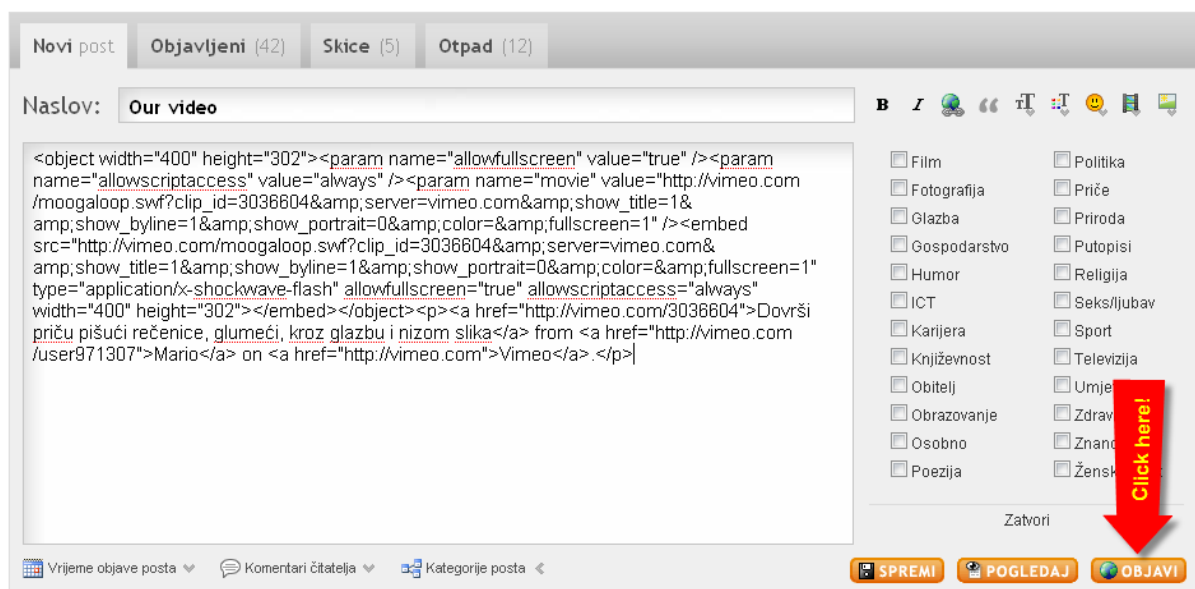 Novi post Objavljeni (42) Skice (5) Otpad (12)
Naslov: Our video
B I T T
<object width="400" height="302"><param name="allowfullscreen" value="true" /><param
name="allowscriptaccess" value="always" /><param name="movie" value="http://vimeo.com
/moogaloop.swf?clip_id=3036604&amp;server=vimeo.com&amp;show_title=1&
amp;show_byline=1&amp;show_portrait=0&amp;color=&amp;fullscreen=1" /><embed
src="http://vimeo.com/moogaloop.swf?clip_id=3036604&amp;server=vimeo.com&
amp;show_title=1&amp;show_byline=1&amp;show_portrait=0&amp;color=&amp;fullscreen=1"
type="application/x-shockwave-flash" allowfullscreen="true" allowscriptaccess="always"
width="400" height="302"></embed></object><p><a href="http://vimeo.com/3036604">Dovrši
priču pišući rečenice, glumeći, kroz glazbu i nizom slika</a> from <a href="http://vimeo.com
/user971307">Mario</a> on <a href="http://vimeo.com">Vimeo</a>.</p>
Film Politika
Fotografija Priče
Glazba Priroda
Gospodarstvo Putopisi
Humor Religija
ICT Seks/ljubav
Karijera Sport
Književnost Televizija
Obitelj
Obrazovanje
Osobno
Poezija
Click here!
Zatvori
Vrijeme objave posta Komentari čitatelja Kategorije posta
SPREMI POGLEDAJ OBJAVI